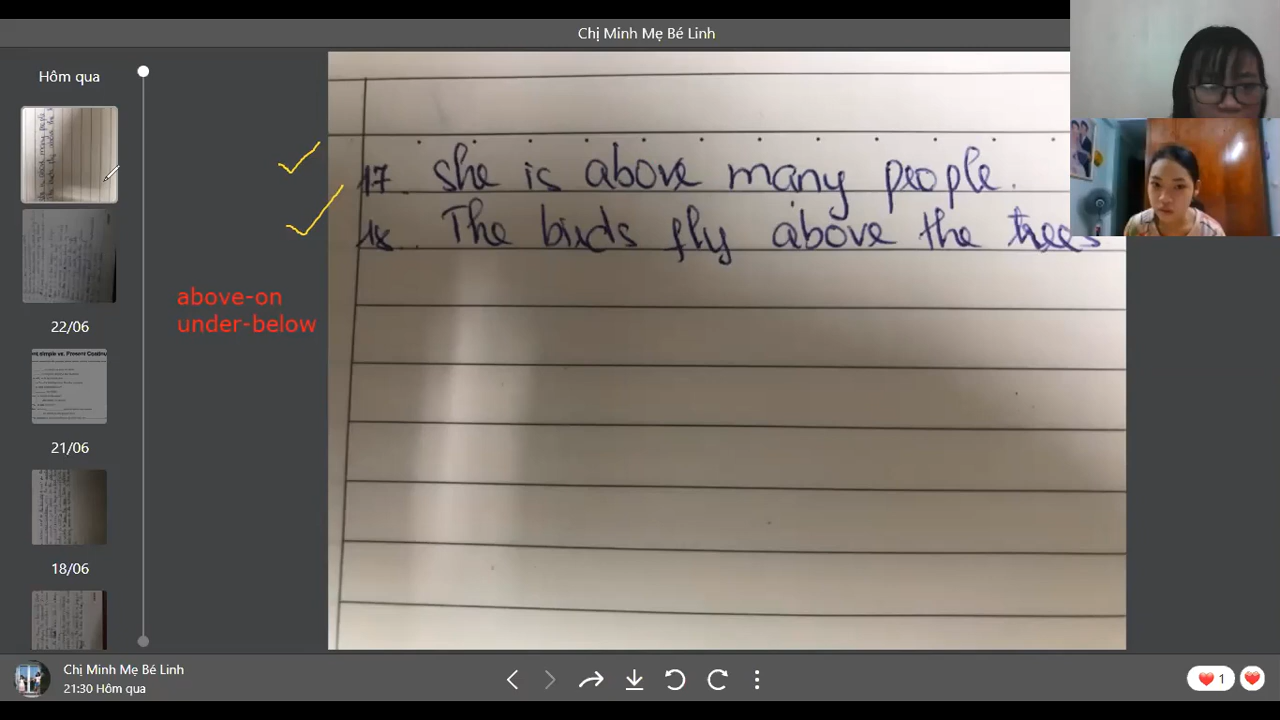 Chị Minh Mẹ Bé Linh
Hôm qua
22/06
21/06
18/06
17. She is above many people.
18. The birds fly above the trees
above-on
under-below
Chị Minh Mẹ Bé Linh
21:30 Hôm qua
1